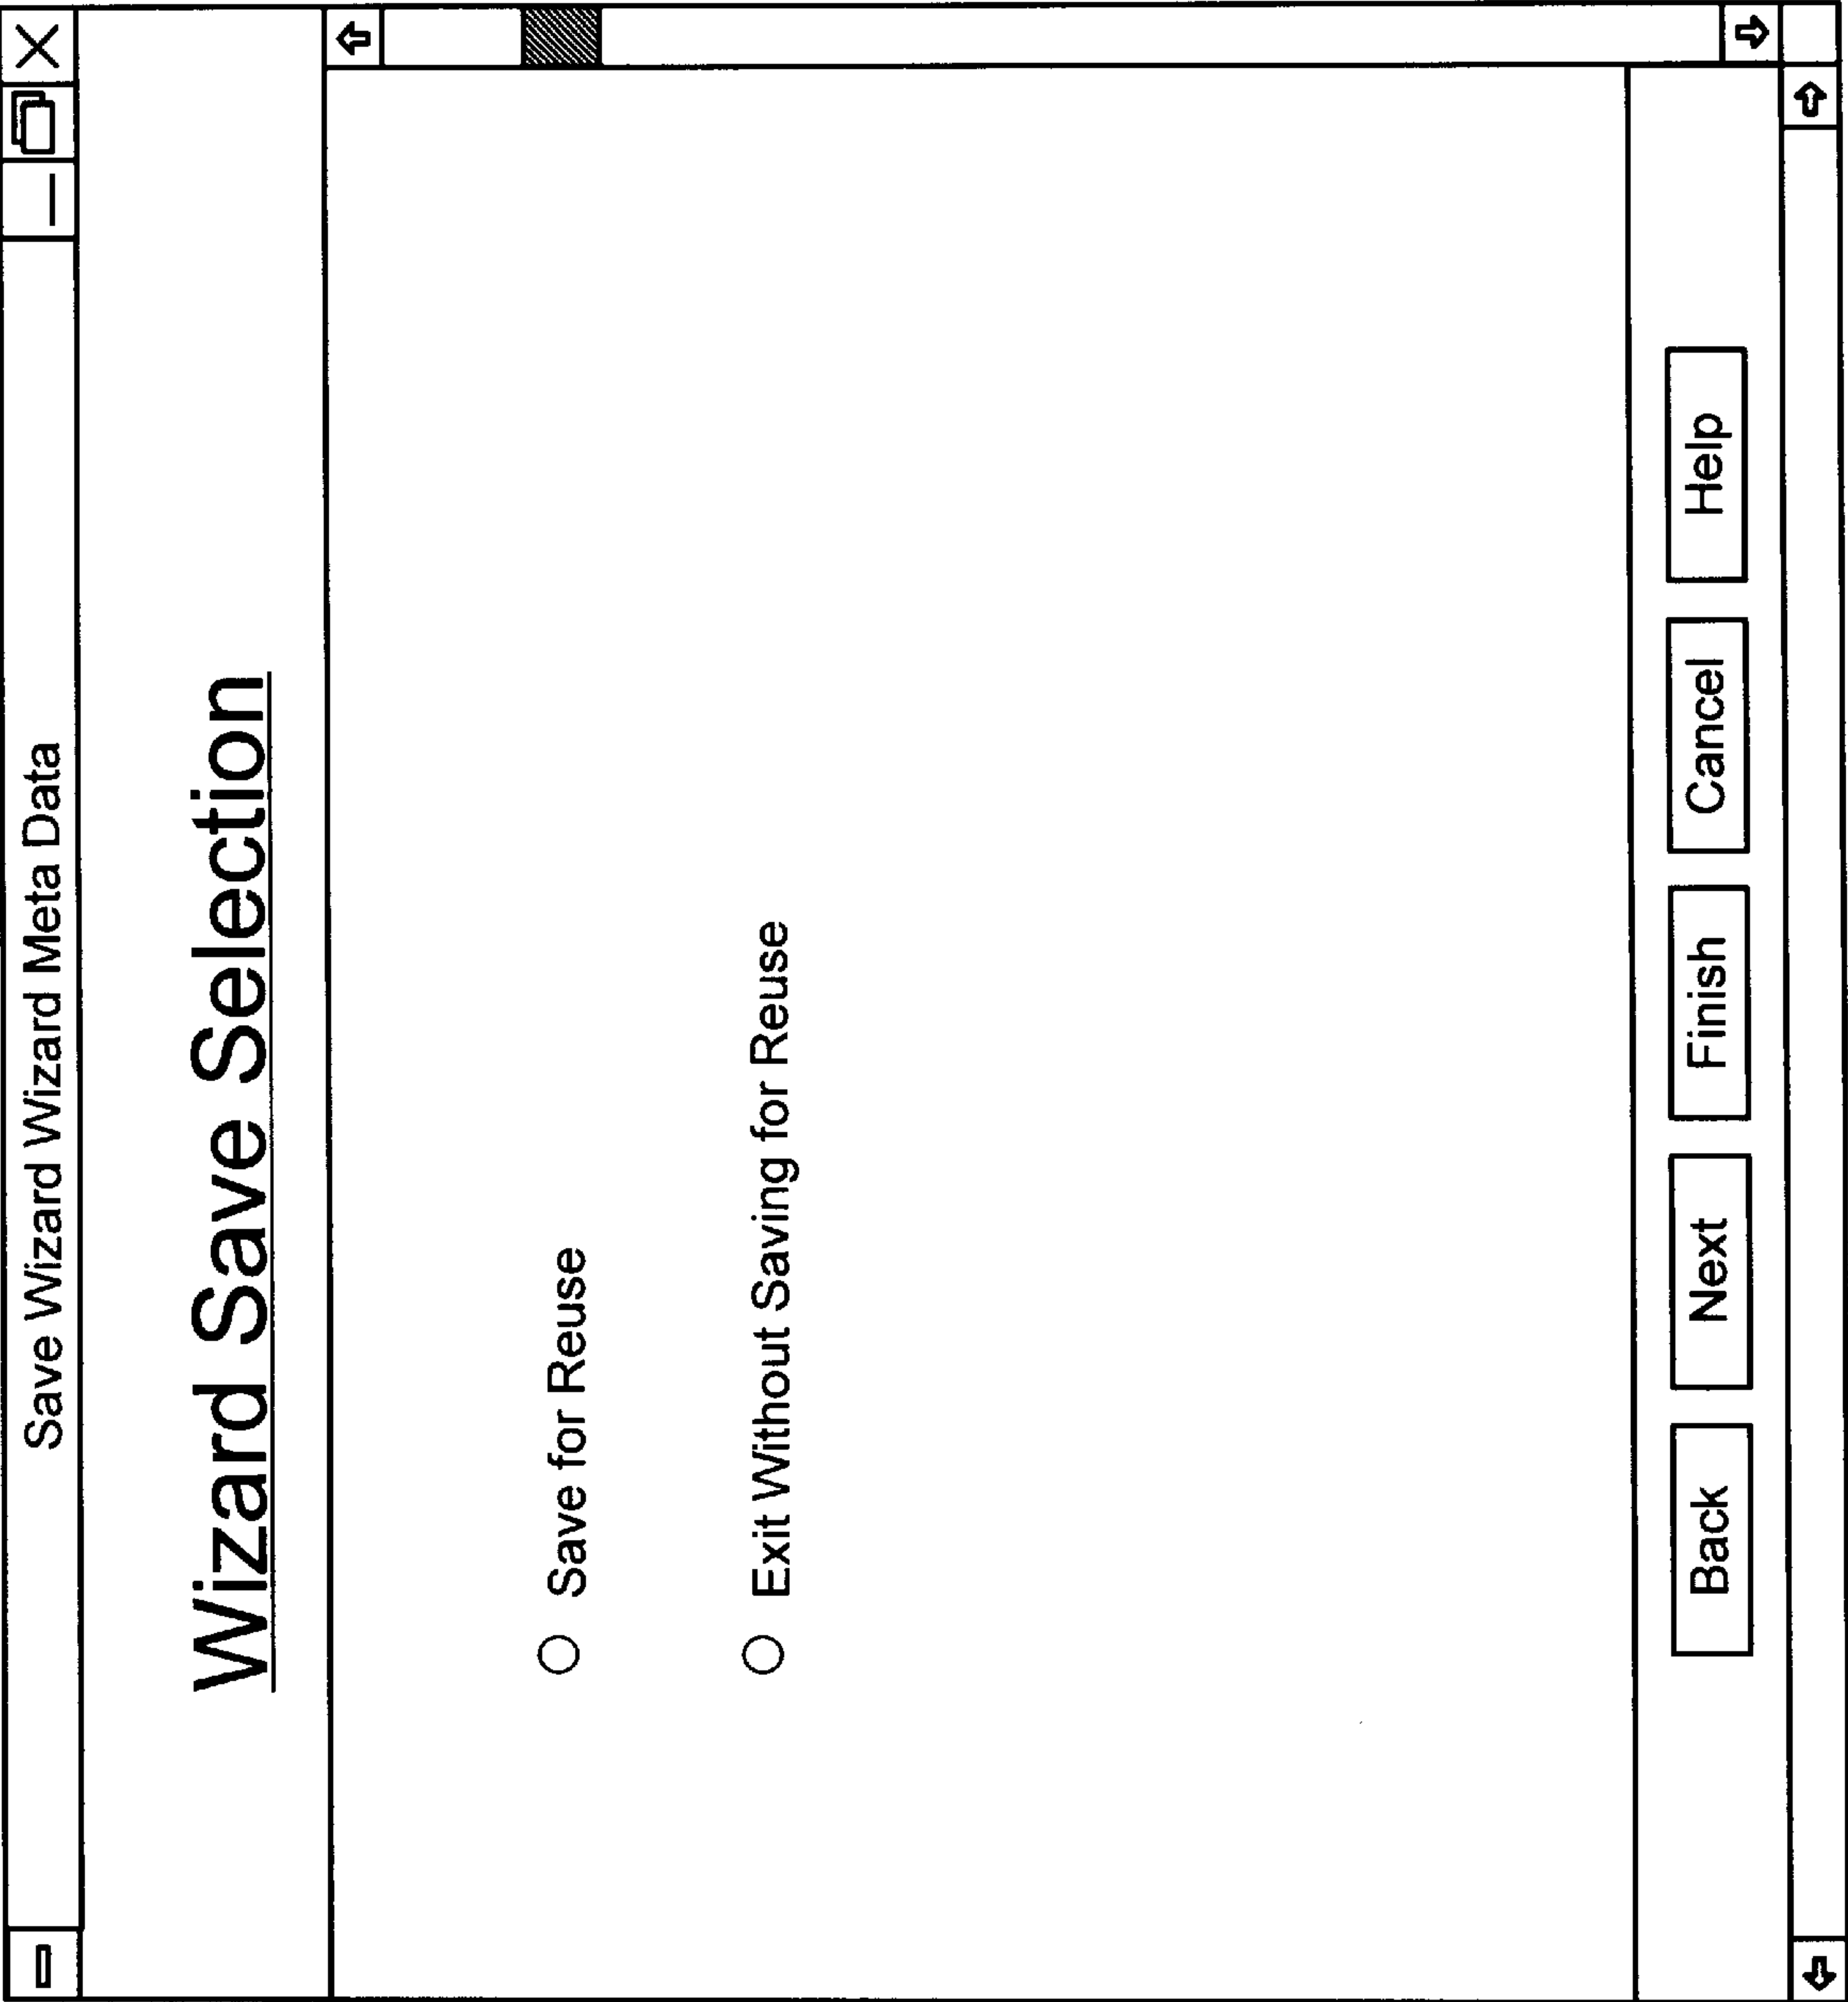 Save Wizard Wizard Meta Data
Wizard Save Selection
Save for Reuse
Exit Without Saving for Reuse
Back Next Finish Cancel Help